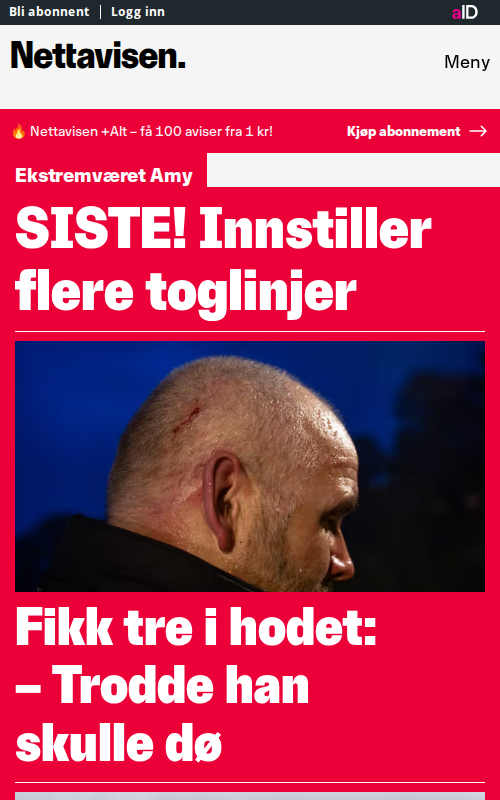 Bli abonnent | Logg inn
aID
Nettavisen.
Meny
🔥 Nettavisen +Alt – få 100 aviser fra 1 kr!
Kjøp abonnement →
Ekstremværet Amy
SISTE! Innstiller
flere toglinjer
Fikk tre i hodet:
– Trodde han
skulle dø